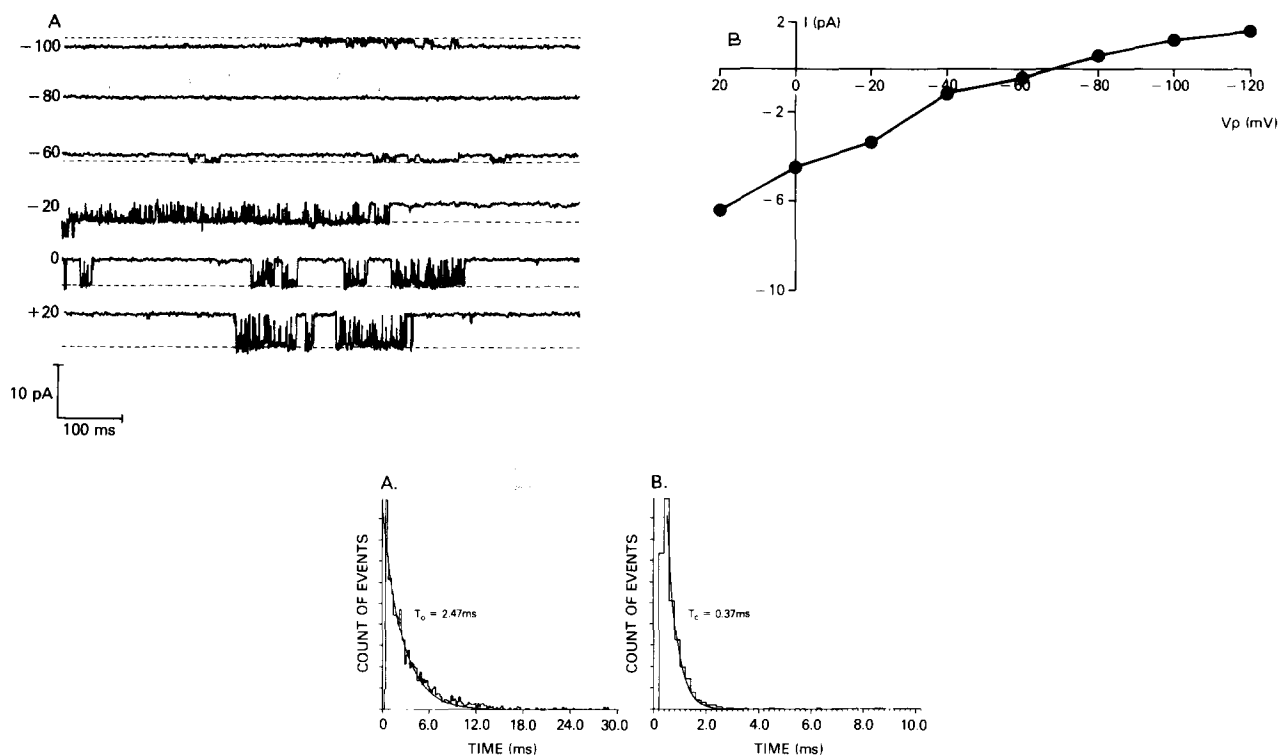 A
−100
−80
−60
−20
0
+20
10 pA
100 ms
B
2
I (pA)
20
0
−20
−40
−60
−80
−100
−120
−2
−6
−10
Vp (mV)
A.
COUNT OF EVENTS
To = 2.47ms
0
6.0
12.0
18.0
24.0
30.0
TIME (ms)
B.
COUNT OF EVENTS
Tc = 0.37ms
0
2.0
4.0
6.0
8.0
10.0
TIME (ms)